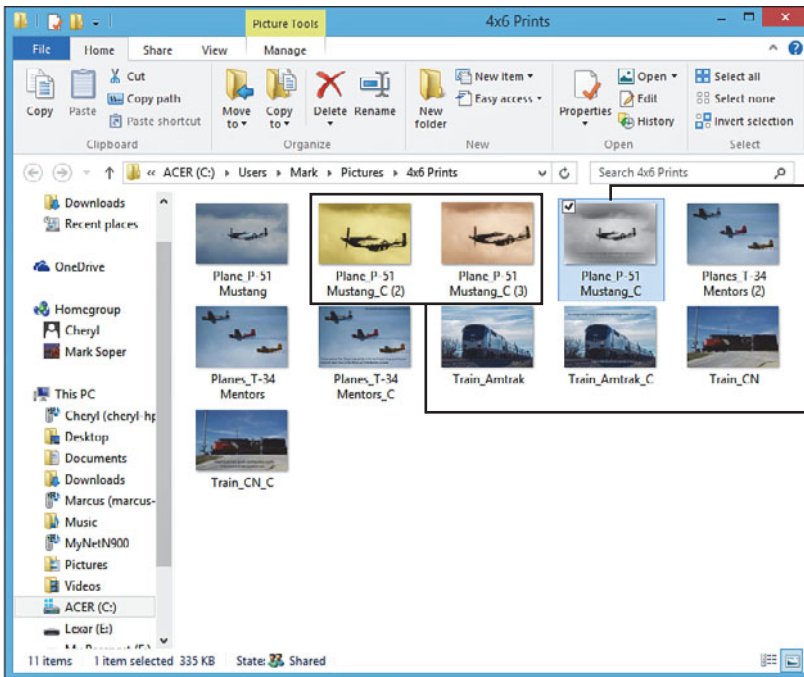 Picture Tools
4x6 Prints
File Home Share View Manage
Copy
Paste
Cut
Copy path
Paste shortcut
Clipboard
Move to
Copy to
Delete
Rename
Organize
New folder
New item
Easy access
New
Properties
Open
Edit
History
Open
Select all
Select none
Invert selection
Select
« ACER (C:) Users Mark Pictures 4x6 Prints
Search 4x6 Prints
Downloads
Recent places
OneDrive
Homegroup
Cheryl
Mark Soper
This PC
Cheryl (cheryl-hp
Desktop
Documents
Downloads
Marcus (marcus-
Music
MyNetN900
Pictures
Videos
ACER (C:)
Lexar (E:)
Plane_P-51
Mustang
Plane_P-51
Mustang_C (2)
Plane_P-51
Mustang_C (3)
Plane_P-51
Mustang_C
Planes_T-34
Mentors (2)
Planes_T-34
Mentors
Planes_T-34
Mentors_C
Train_Amtrak
Train_Amtrak_C
Train_CN
Train_CN_C
11 items 1 item selected 335 KB State: Shared